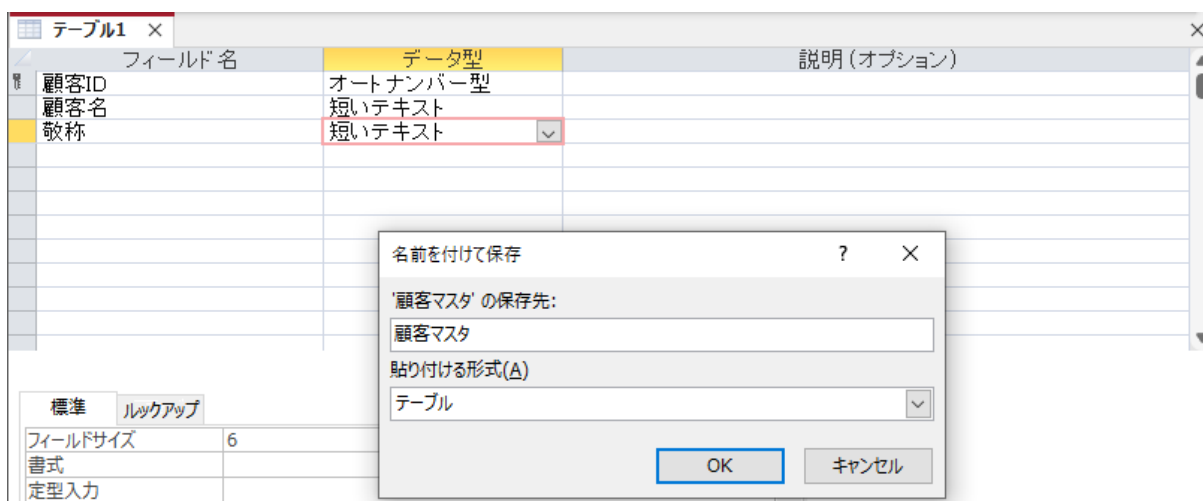 テーブル1
フィールド名 データ型 説明(オプション)
顧客ID オートナンバー型
顧客名 短いテキスト
敬称 短いテキスト
名前を付けて保存 ?
'顧客マスタ' の保存先:
顧客マスタ
貼り付ける形式(A)
テーブル
OK キャンセル
標準 ルックアップ
フィールドサイズ 6
書式
定型入力